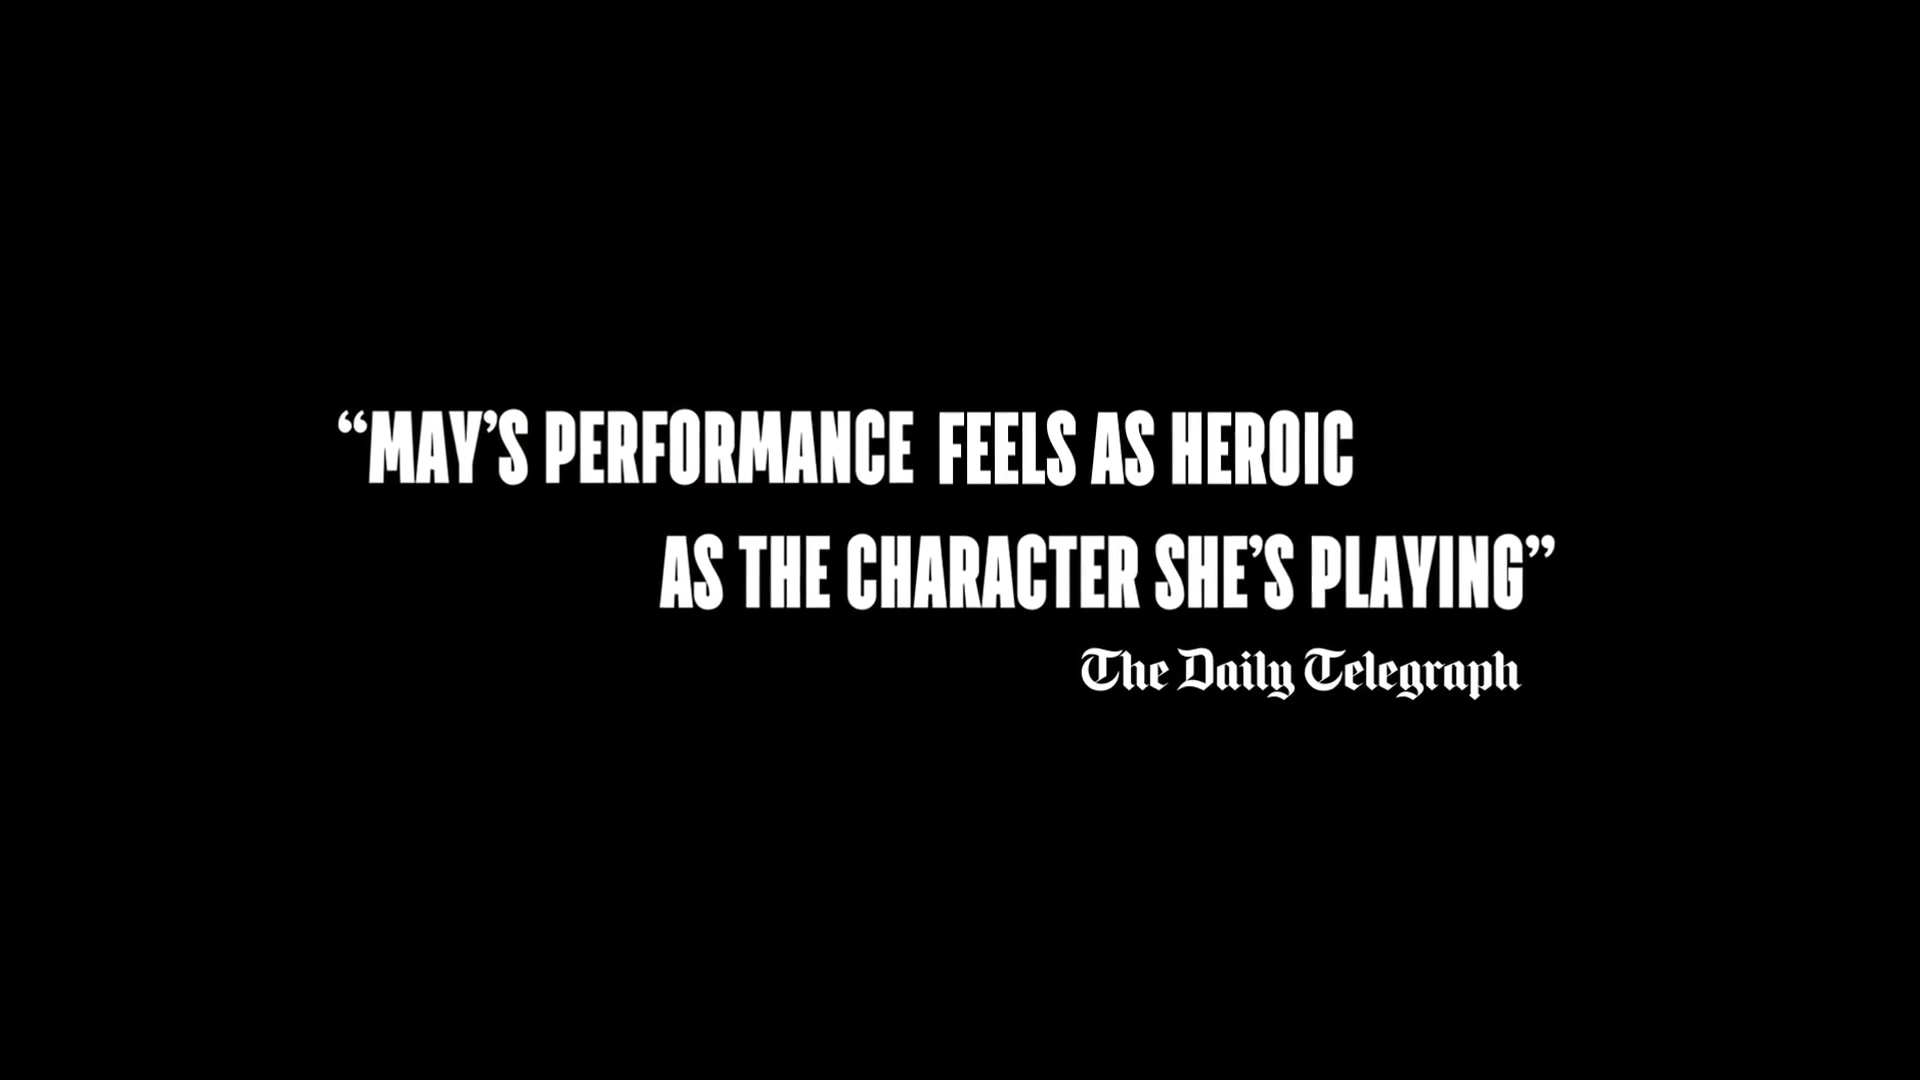 “MAY’S PERFORMANCE FEELS AS HEROIC
AS THE CHARACTER SHE’S PLAYING”
The Daily Telegraph